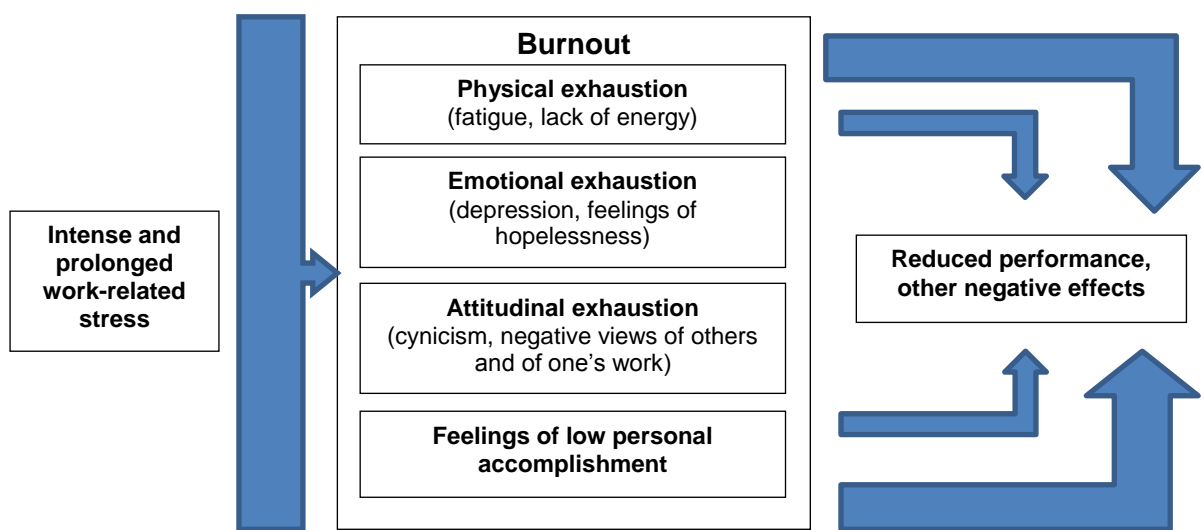 Burnout
Physical exhaustion
(fatigue, lack of energy)
Emotional exhaustion
(depression, feelings of
hopelessness)
Intense and
prolonged
work-related
stress
Reduced performance,
other negative effects
Attitudinal exhaustion
(cynicism, negative views of others
and of one’s work)
Feelings of low personal
accomplishment